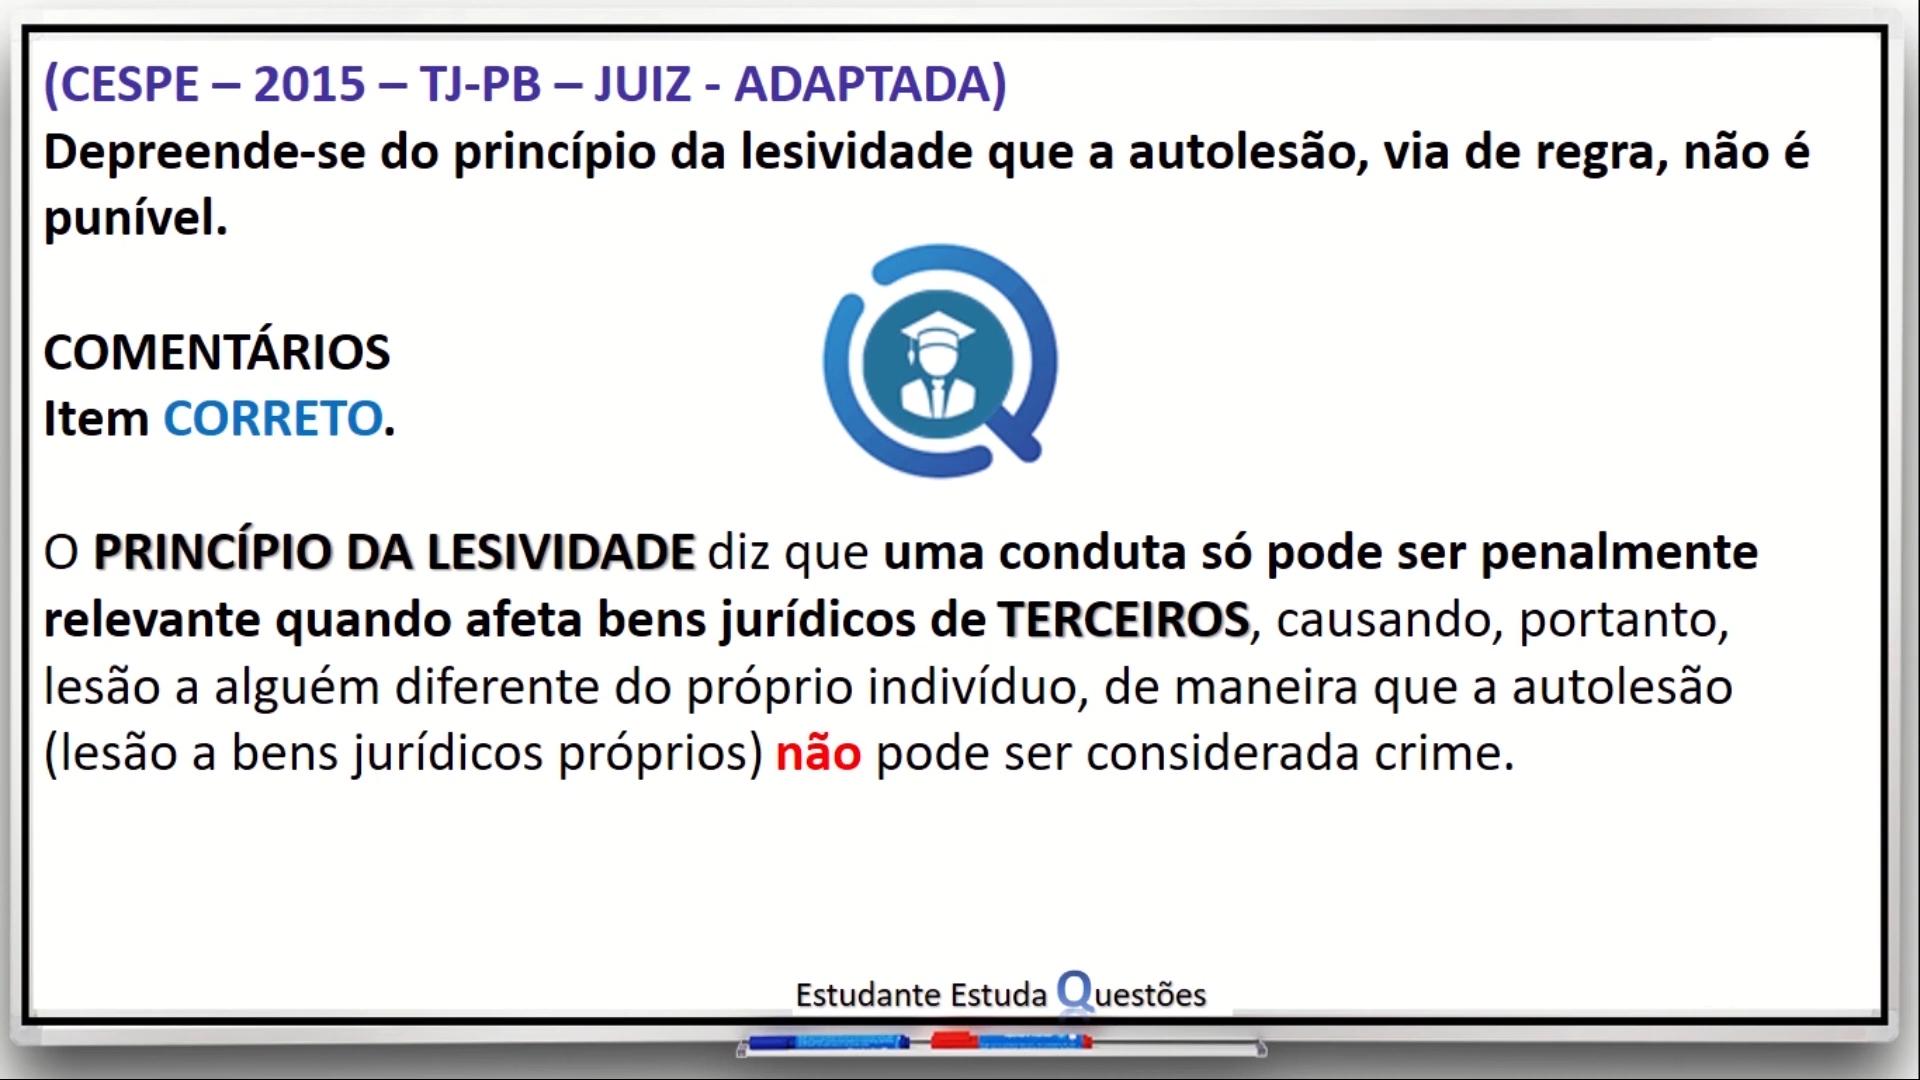 (CESPE – 2015 – TJ-PB – JUIZ - ADAPTADA)
Depreende-se do princípio da lesividade que a autolesão, via de regra, não é
punível.
COMENTÁRIOS
Item CORRETO.
O PRINCÍPIO DA LESIVIDADE diz que uma conduta só pode ser penalmente
relevante quando afeta bens jurídicos de TERCEIROS, causando, portanto,
lesão a alguém diferente do próprio indivíduo, de maneira que a autolesão
(lesão a bens jurídicos próprios) não pode ser considerada crime.
Estudante Estuda Questões